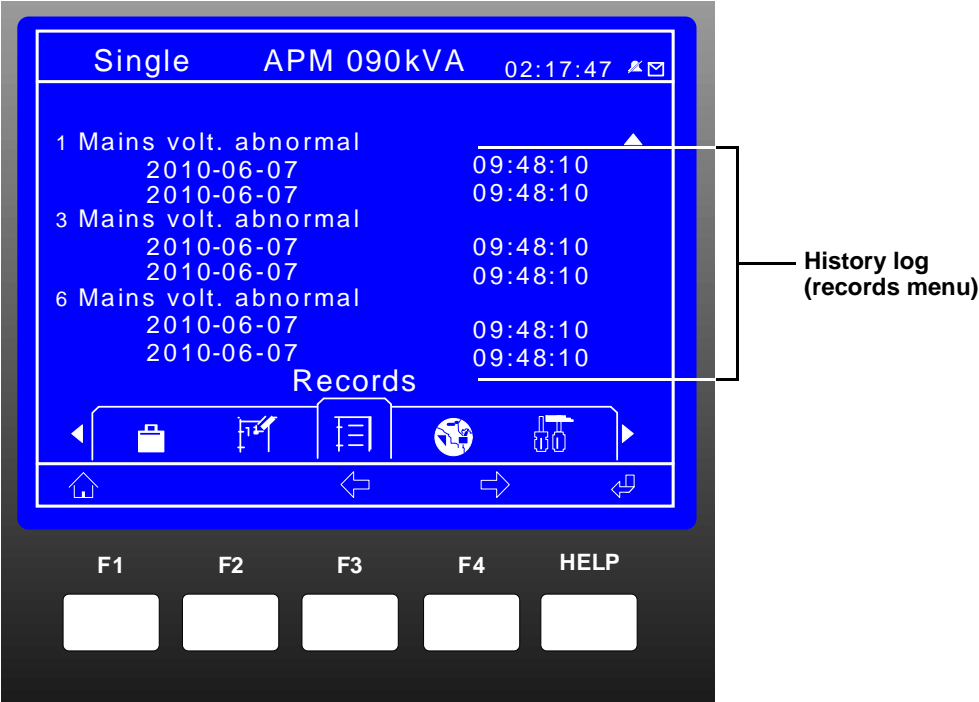 Single APM 090kVA 02:17:47
1 Mains volt. abnormal
2010-06-07 09:48:10
2010-06-07 09:48:10
3 Mains volt. abnormal
2010-06-07 09:48:10
2010-06-07 09:48:10
6 Mains volt. abnormal
2010-06-07 09:48:10
2010-06-07 09:48:10
Records
History log
(records menu)
F1 F2 F3 F4 HELP